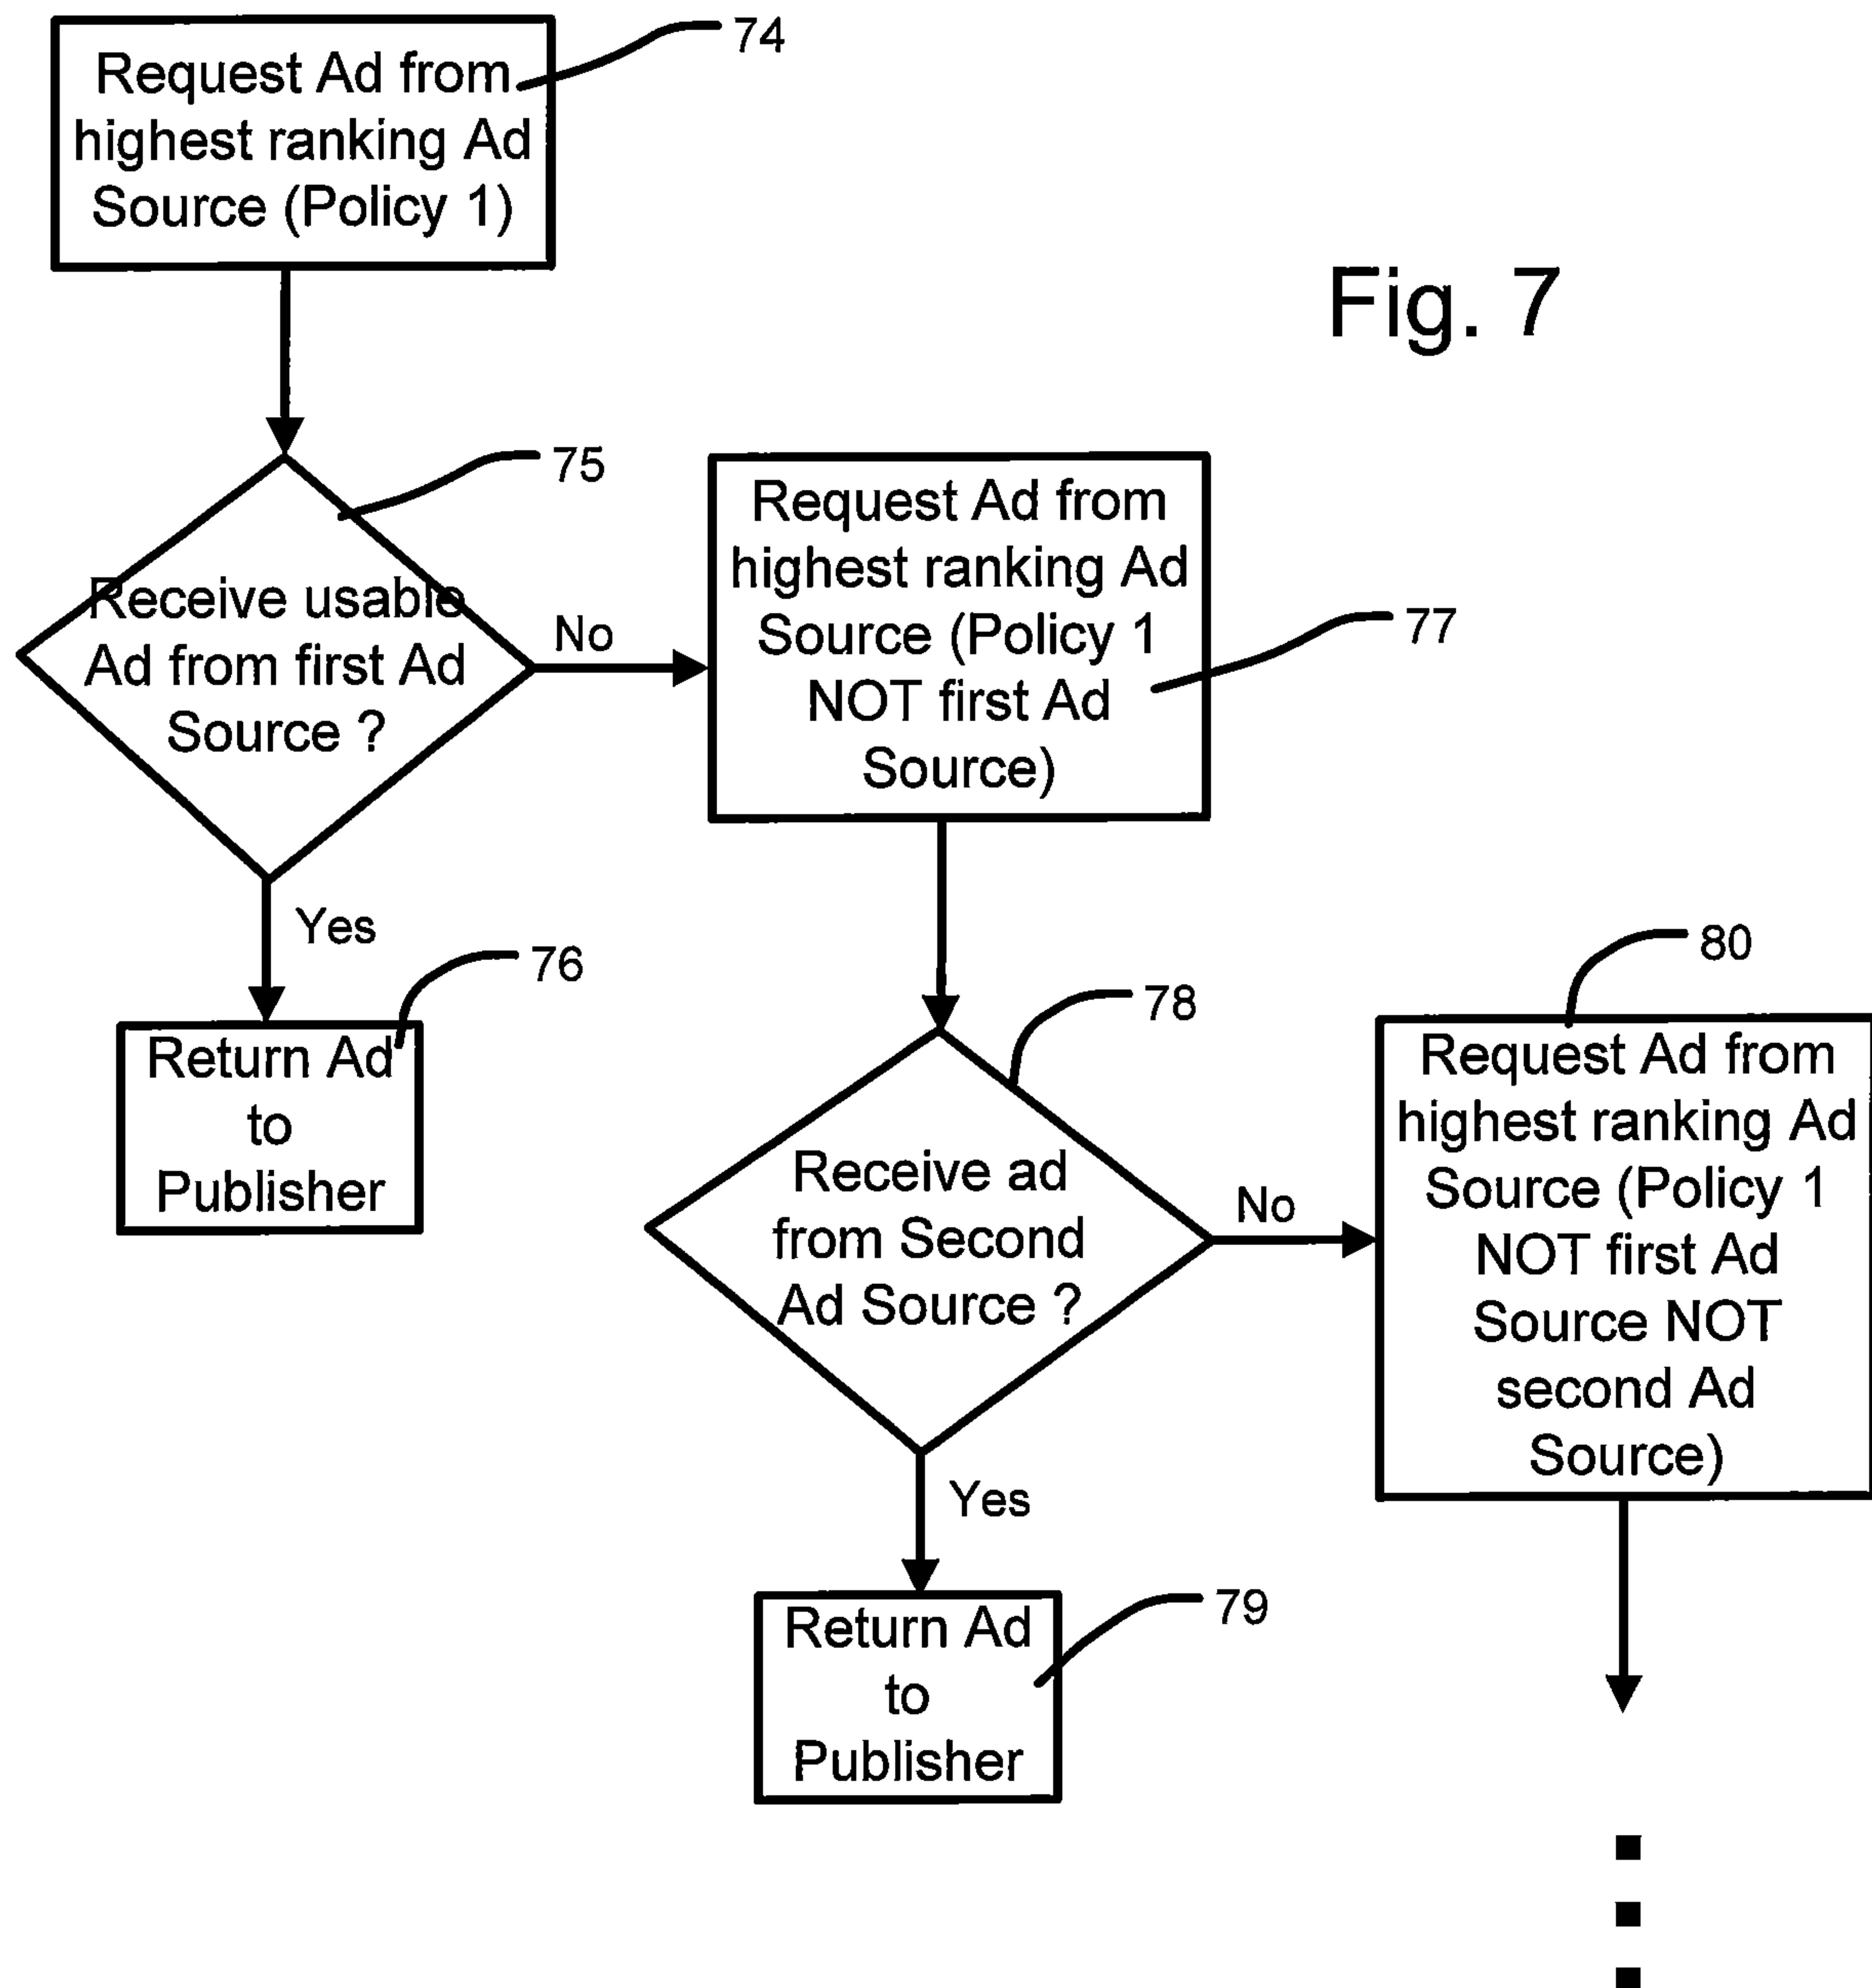 74
Request Ad from
highest ranking Ad
Source (Policy 1)
Fig. 7
75
Receive usable
Ad from first Ad
Source ?
No
Request Ad from
highest ranking Ad
Source (Policy 1
NOT first Ad
Source)
77
Yes
76
Return Ad
to
Publisher
78
Receive ad
from Second
Ad Source ?
No
80
Request Ad from
highest ranking Ad
Source (Policy 1
NOT first Ad
Source NOT
second Ad
Source)
Yes
79
Return Ad
to
Publisher